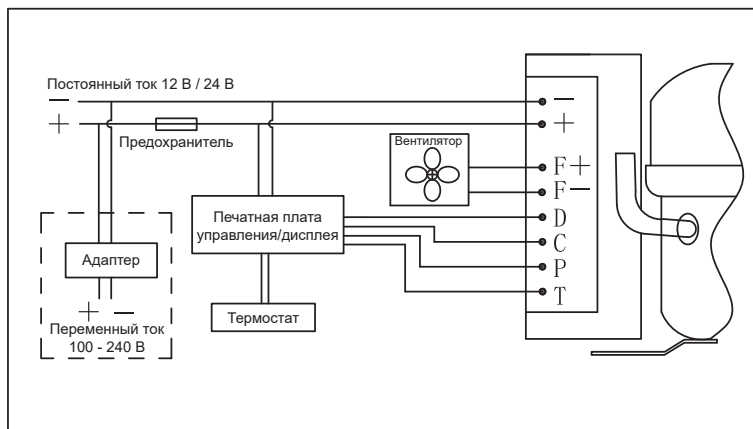 Постоянный ток 12 В / 24 В
−
+
Предохранитель
Вентилятор
−
+
F+
F−
D
C
P
T
Печатная плата
управления/дисплея
Адаптер
+ −
Переменный ток
100 - 240 В
Термостат